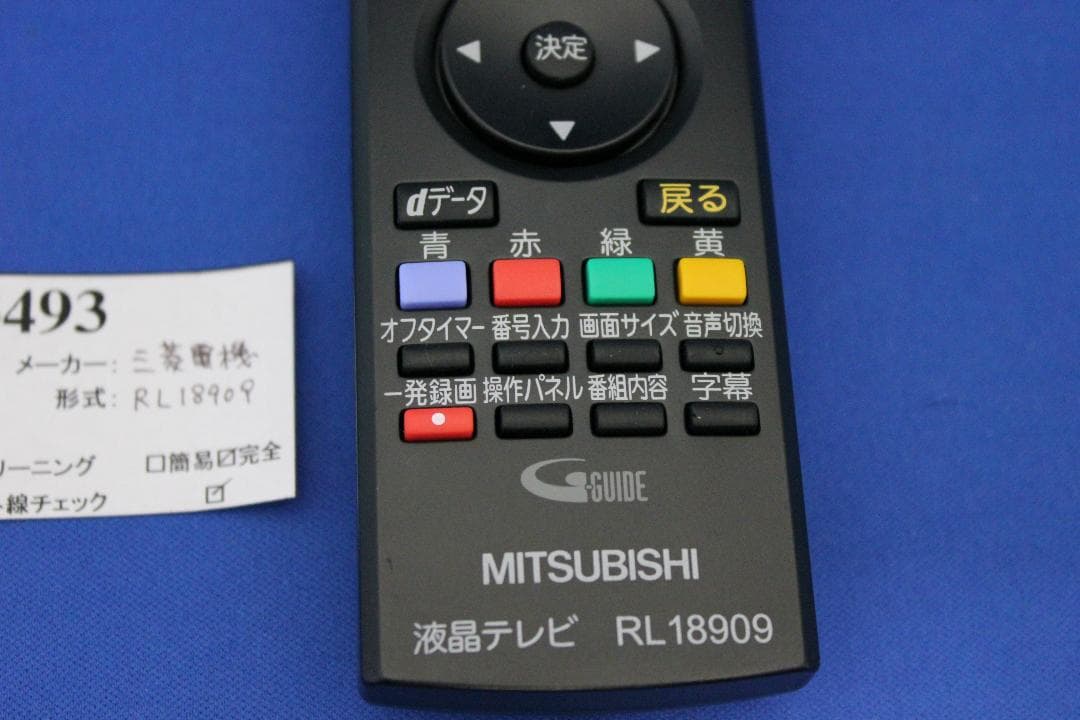 決定
dデータ 戻る
青 赤 緑 黄
オフタイマー 番号入力 画面サイズ 音声切換
一発録画 操作パネル 番組内容 字幕
G-GUIDE
MITSUBISHI
液晶テレビ RL18909
493
メーカー: 三菱電機
形式: RL18909
リーニング □簡易☑完全
線チェック ☑